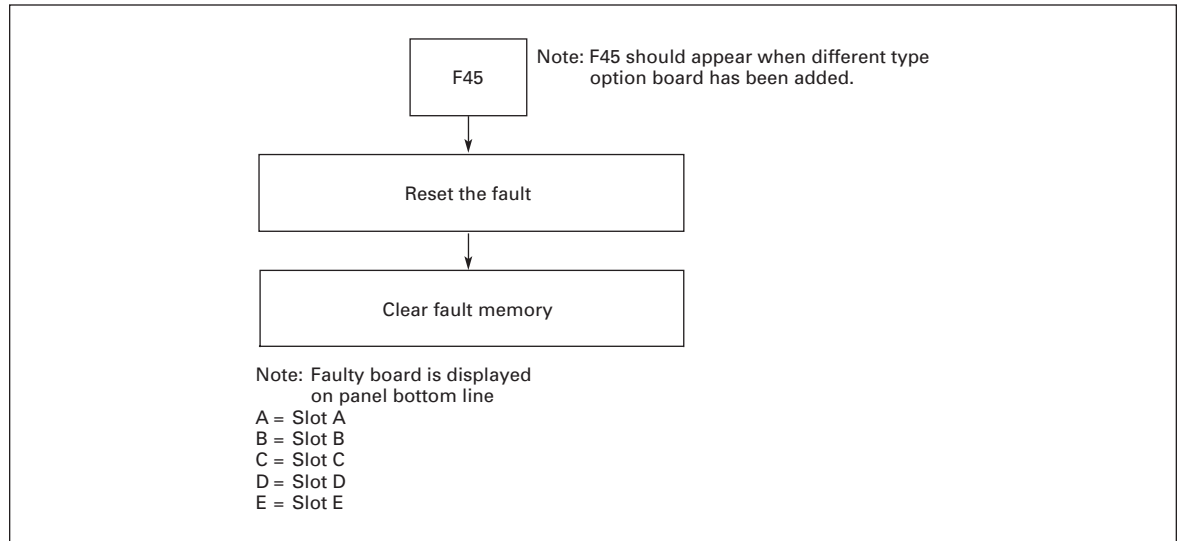 F45
Note: F45 should appear when different type
option board has been added.
Reset the fault
Clear fault memory
Note: Faulty board is displayed
on panel bottom line
A = Slot A
B = Slot B
C = Slot C
D = Slot D
E = Slot E